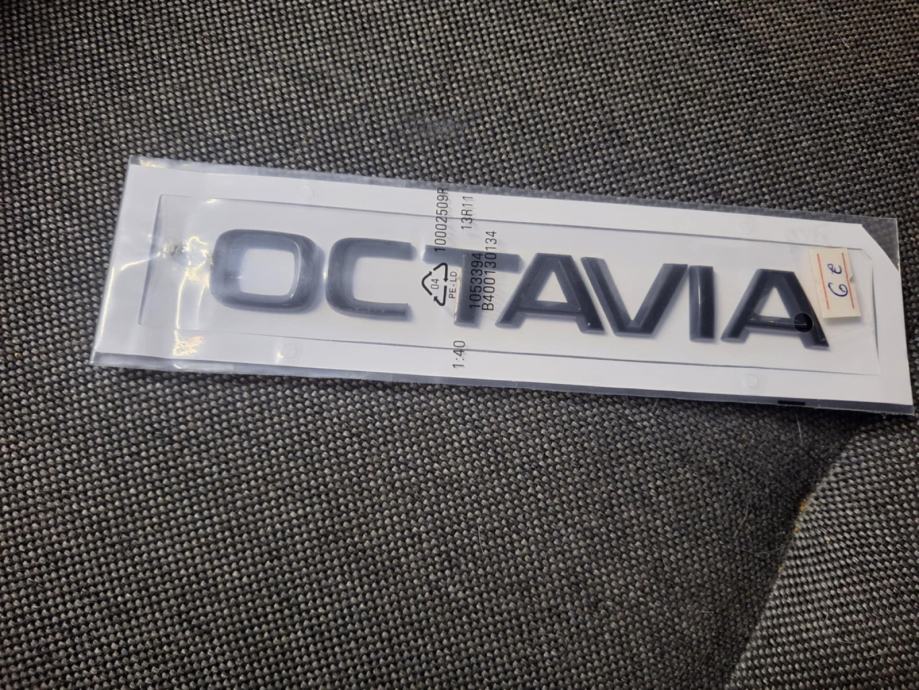 OCTAVIA
10002509R
13R11
04
PE-LD
1053394
B400130134
1:40
6 €